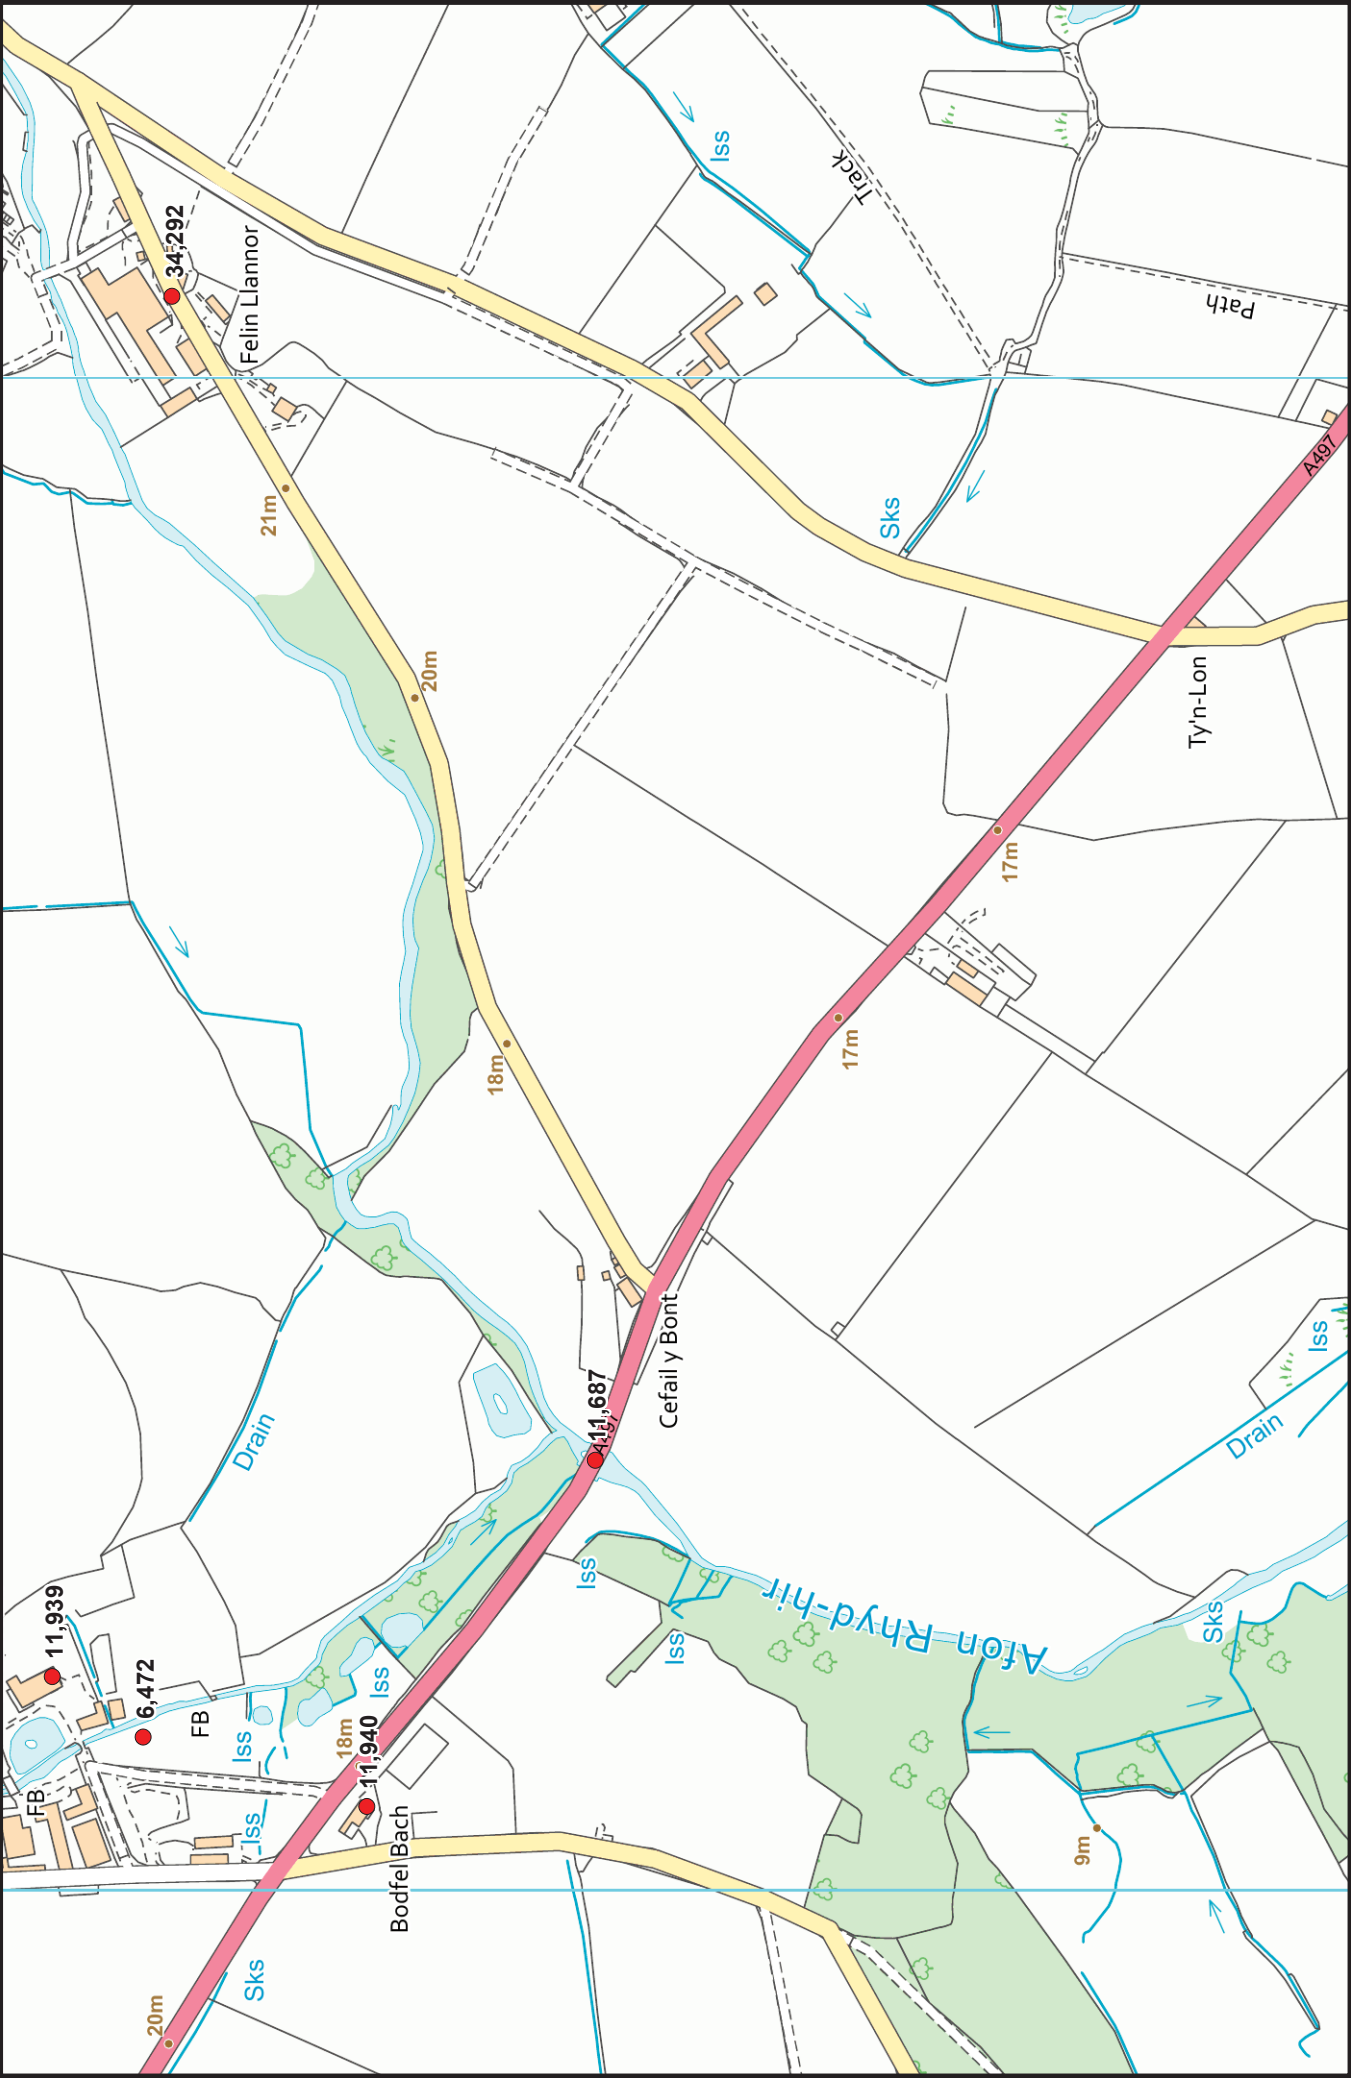 Iss
Track
34,292
Felin Llannor
Path
A497
21m
Sks
20m
Ty'n-Lon
17m
17m
18m
Cefail y Bont
11,687
Iss
Drain
Drain
Iss
11,939
6,472
FB
Iss
Iss
Iss
18m
11,940
FB
Iss
Bodfel Bach
Afon Rhyd-hir
Sks
9m
Sks
20m